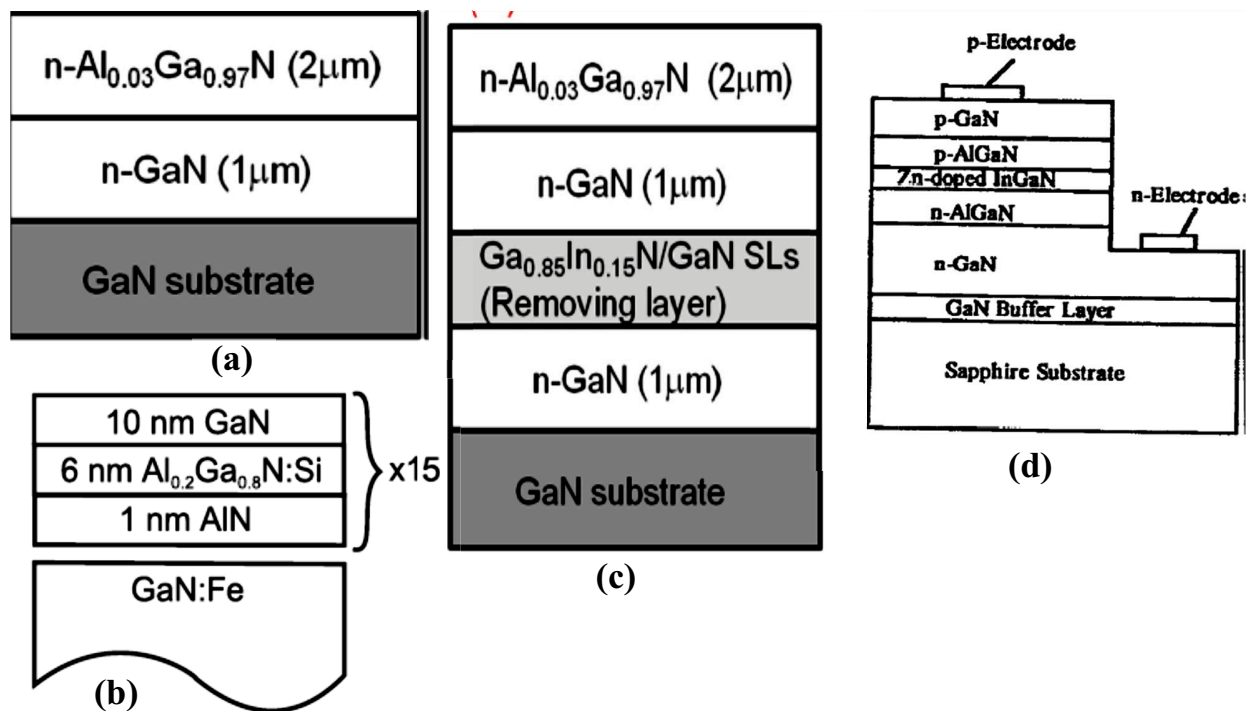 n-Al₀.₀₃Ga₀.₉₇N (2μm)
n-GaN (1μm)
GaN substrate
(a)
10 nm GaN
6 nm Al₀.₂Ga₀.₈N:Si
1 nm AlN
x15
GaN:Fe
(b)
n-Al₀.₀₃Ga₀.₉₇N (2μm)
n-GaN (1μm)
Ga₀.₈₅In₀.₁₅N/GaN SLs
(Removing layer)
n-GaN (1μm)
GaN substrate
(c)
p-Electrode
p-GaN
p-AlGaN
Zn-doped InGaN
n-Electrode
n-AlGaN
n-GaN
GaN Buffer Layer
Sapphire Substrate
(d)